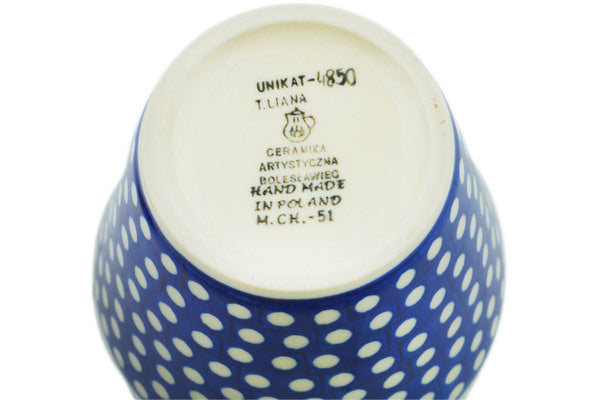 UNIKAT-4850
T.LIANA
CERAMIKA
ARTYSTYCZNA
BOLESŁAWIEC
HAND MADE
IN POLAND
M.CH.-51